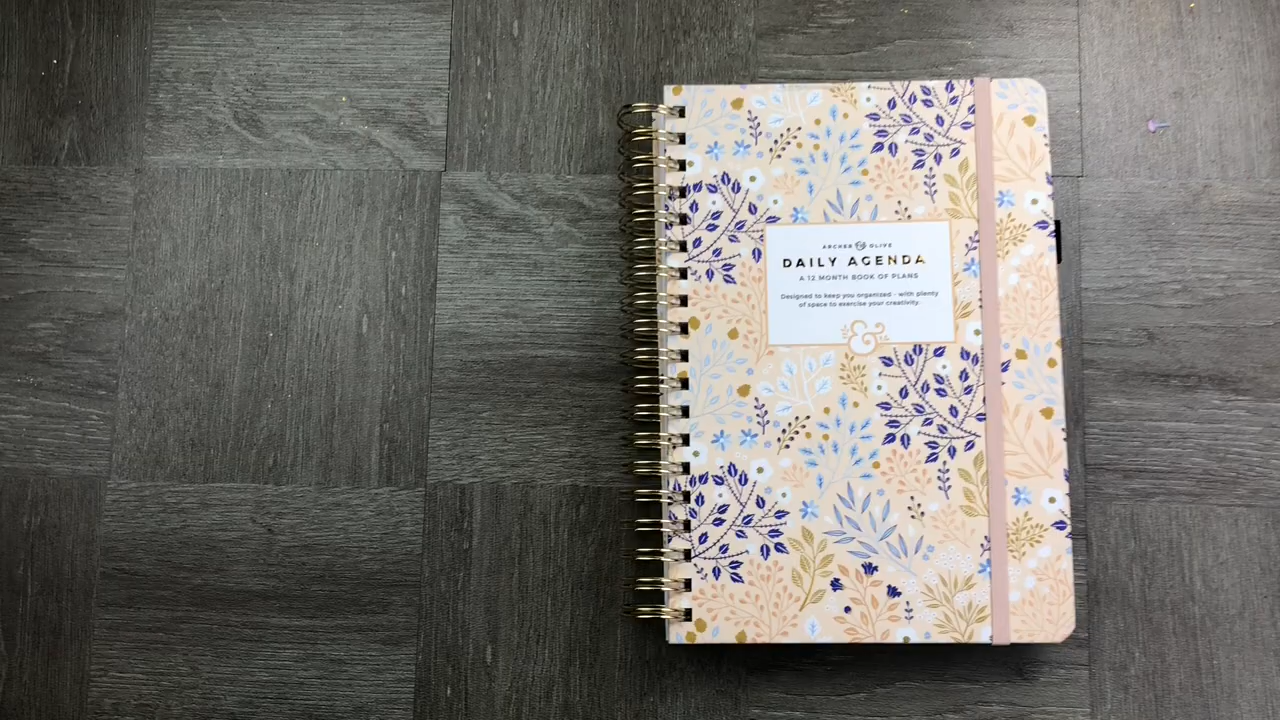 ARCHER & OLIVE
DAILY AGENDA
A 12 MONTH BOOK OF PLANS
Designed to keep you organized - with plenty
of space to exercise your creativity.
&